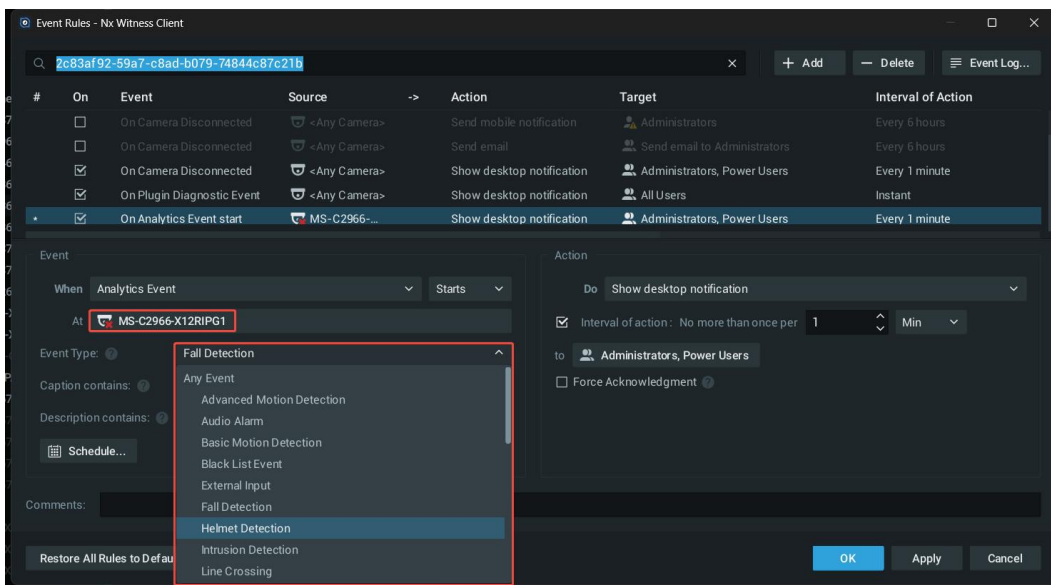 Event Rules - Nx Witness Client
2c83af92-59a7-c8ad-b079-74844c87c21b + Add — Delete Event Log...
# On Event Source -> Action Target Interval of Action
On Camera Disconnected <Any Camera> Send mobile notification Administrators Every 6 hours
On Camera Disconnected <Any Camera> Send email Send email to Administrators Every 6 hours
On Camera Disconnected <Any Camera> Show desktop notification Administrators, Power Users Every 1 minute
On Plugin Diagnostic Event <Any Camera> Show desktop notification All Users Instant
* On Analytics Event start MS-C2966-... Show desktop notification Administrators, Power Users Every 1 minute
Event
When Analytics Event Starts
At MS-C2966-X12RIPG1
Event Type: ? Fall Detection
Any Event
Advanced Motion Detection
Audio Alarm
Basic Motion Detection
Black List Event
External Input
Fall Detection
Helmet Detection
Intrusion Detection
Line Crossing
Caption contains: ?
Description contains: ?
Schedule...
Action
Do Show desktop notification
Interval of action : No more than once per 1 Min
to Administrators, Power Users
Force Acknowledgment ?
Comments:
Restore All Rules to Defau
OK Apply Cancel